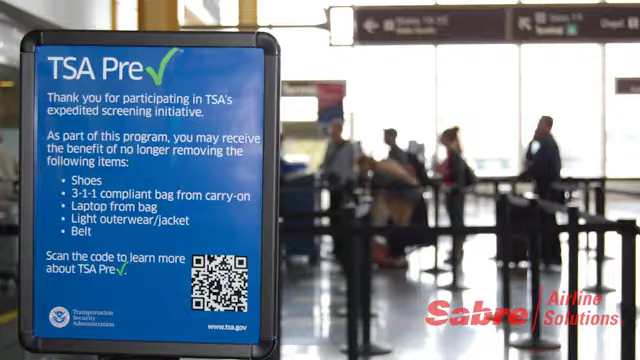 TSA Pre✓™
Thank you for participating in TSA's
expedited screening initiative.
As part of this program, you may receive
the benefit of no longer removing the
following items:
• Shoes
• 3-1-1 compliant bag from carry-on
• Laptop from bag
• Light outerwear/jacket
• Belt
Scan the code to learn more
about TSA Pre✓.
Transportation
Security
Administration
www.tsa.gov
Sabre
Airline
Solutions.